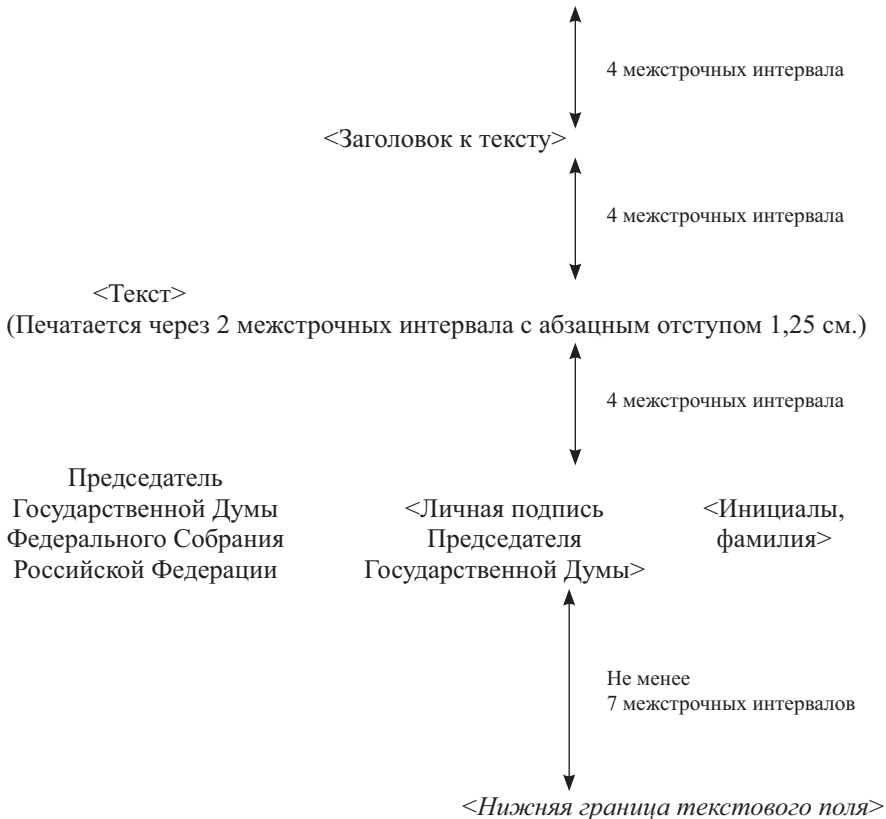 4 межстрочных интервала
<Заголовок к тексту>
4 межстрочных интервала
<Текст>
(Печатается через 2 межстрочных интервала с абзацным отступом 1,25 см.)
4 межстрочных интервала
Председатель
Государственной Думы <Личная подпись <Инициалы,
Федерального Собрания Председателя фамилия>
Российской Федерации Государственной Думы>
Не менее
7 межстрочных интервалов
<Нижняя граница текстового поля>